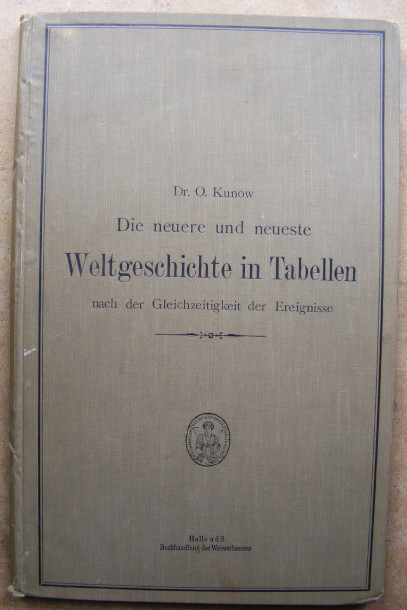 Dr. O. Kunow
Die neuere und neueste
Weltgeschichte in Tabellen
nach der Gleichzeitigkeit der Ereignisse
Halle a.d.S.
Buchhandlung des Waisenhauses